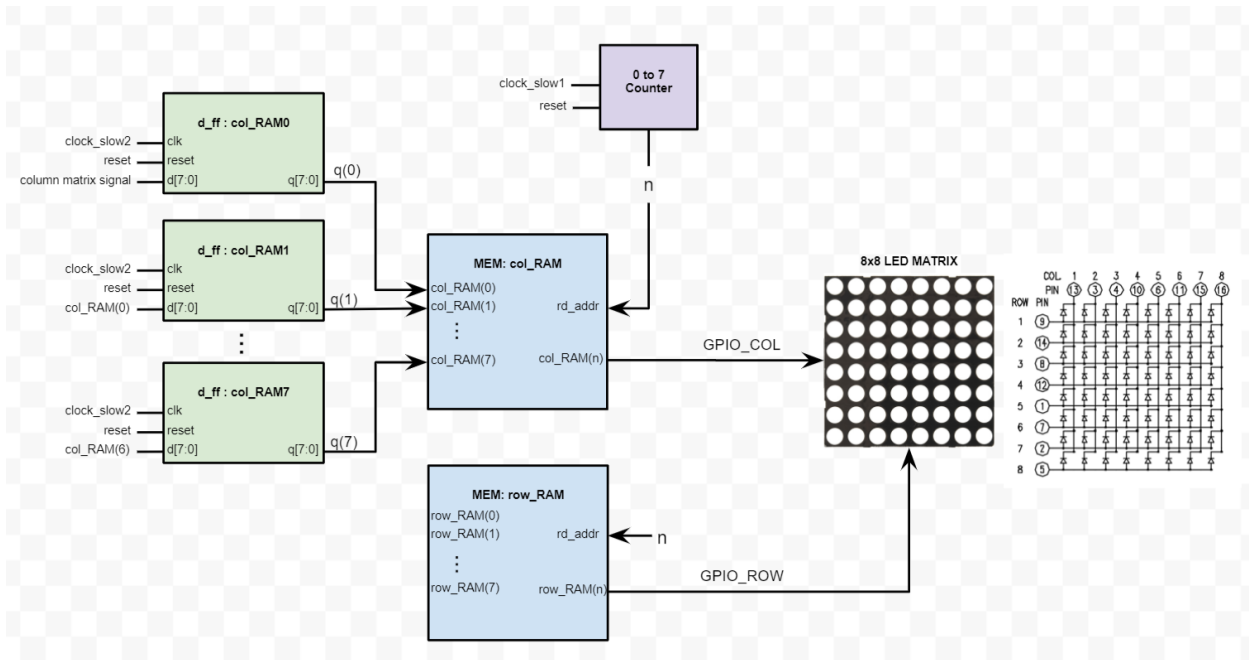 0 to 7
Counter
clock_slow1
reset
n
d_ff : col_RAM0
clock_slow2
clk
reset
reset
column matrix signal
d[7:0]
q[7:0]
q(0)
d_ff : col_RAM1
clock_slow2
clk
reset
reset
col_RAM(0)
d[7:0]
q[7:0]
q(1)
d_ff : col_RAM7
clock_slow2
clk
reset
reset
col_RAM(6)
d[7:0]
q[7:0]
q(7)
MEM: col_RAM
col_RAM(0)
col_RAM(1)
rd_addr
col_RAM(7)
col_RAM(n)
GPIO_COL
MEM: row_RAM
row_RAM(0)
row_RAM(1)
rd_addr
n
row_RAM(7)
row_RAM(n)
GPIO_ROW
8x8 LED MATRIX
COL. 1 2 3 4 5 6 7 8
PIN 13 3 4 10 6 11 15 16
ROW PIN
1 9
2 14
3 8
4 12
5 1
6 7
7 2
8 5